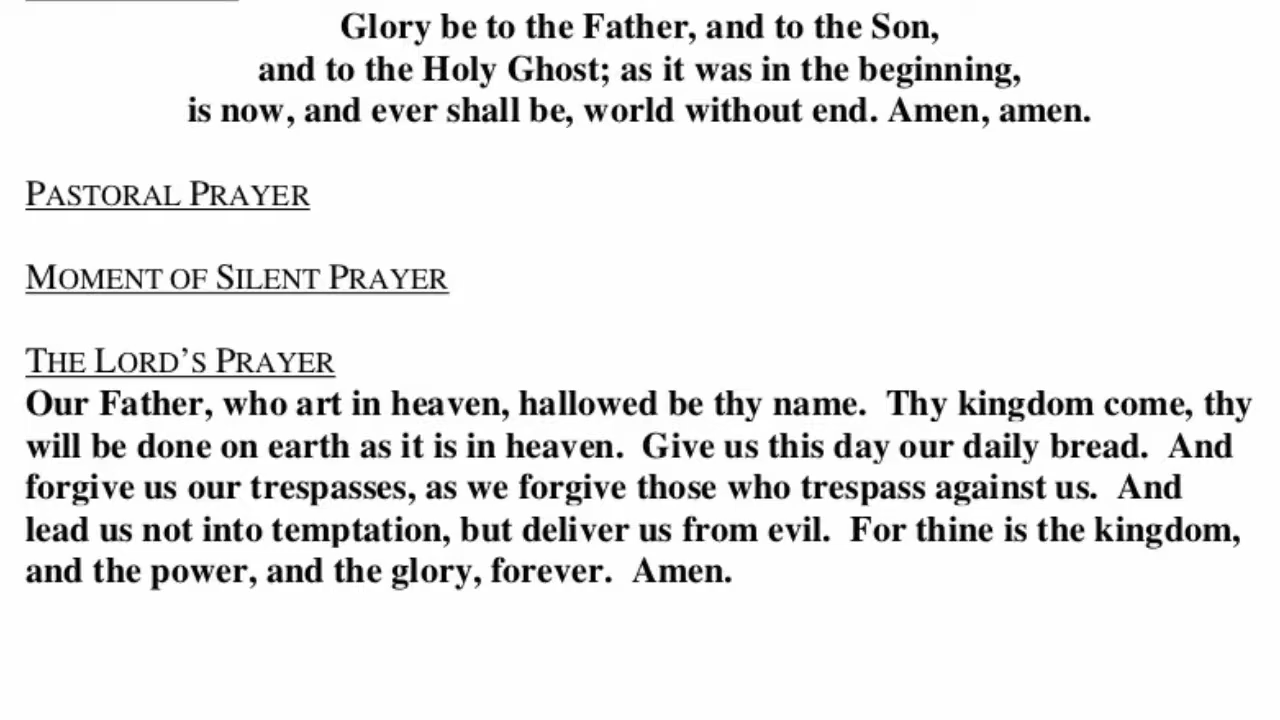 Glory be to the Father, and to the Son,
and to the Holy Ghost; as it was in the beginning,
is now, and ever shall be, world without end. Amen, amen.
PASTORAL PRAYER
MOMENT OF SILENT PRAYER
THE LORD’S PRAYER
Our Father, who art in heaven, hallowed be thy name.  Thy kingdom come, thy
will be done on earth as it is in heaven.  Give us this day our daily bread.  And
forgive us our trespasses, as we forgive those who trespass against us.  And
lead us not into temptation, but deliver us from evil.  For thine is the kingdom,
and the power, and the glory, forever.  Amen.